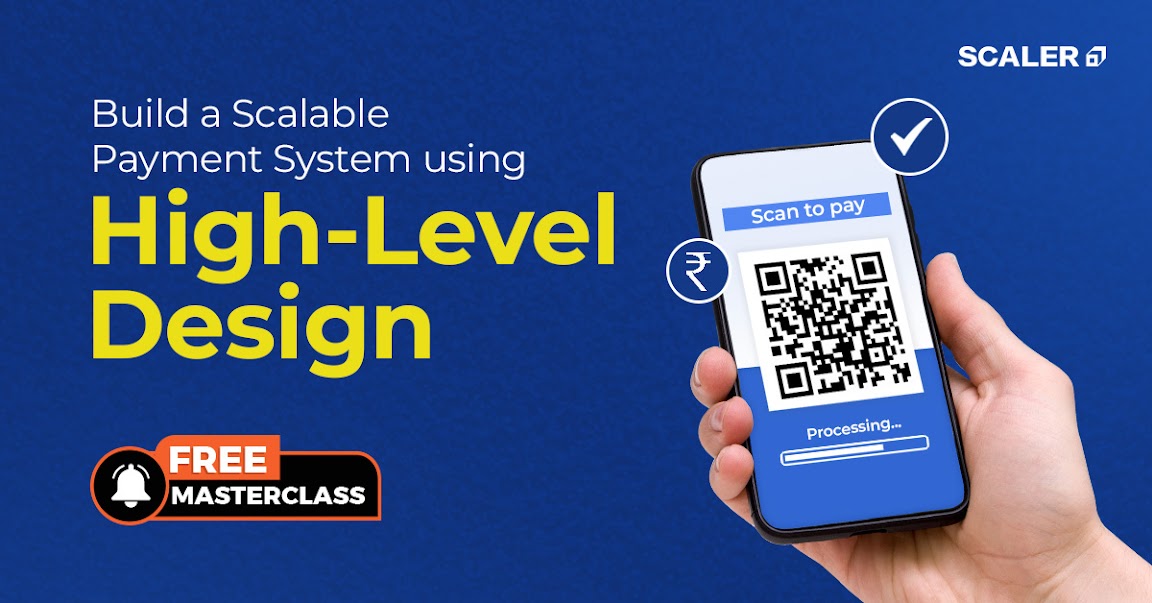 SCALER
Build a Scalable
Payment System using
High-Level
Design
FREE
MASTERCLASS
Scan to pay
₹
Processing...